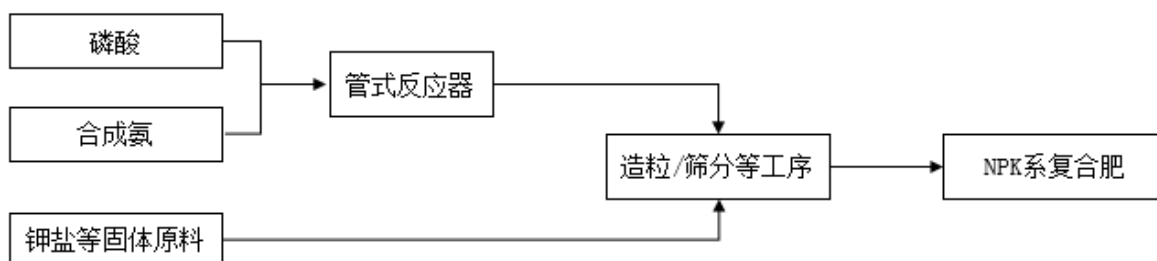 磷酸
管式反应器
合成氨
造粒/筛分等工序
NPK系复合肥
钾盐等固体原料